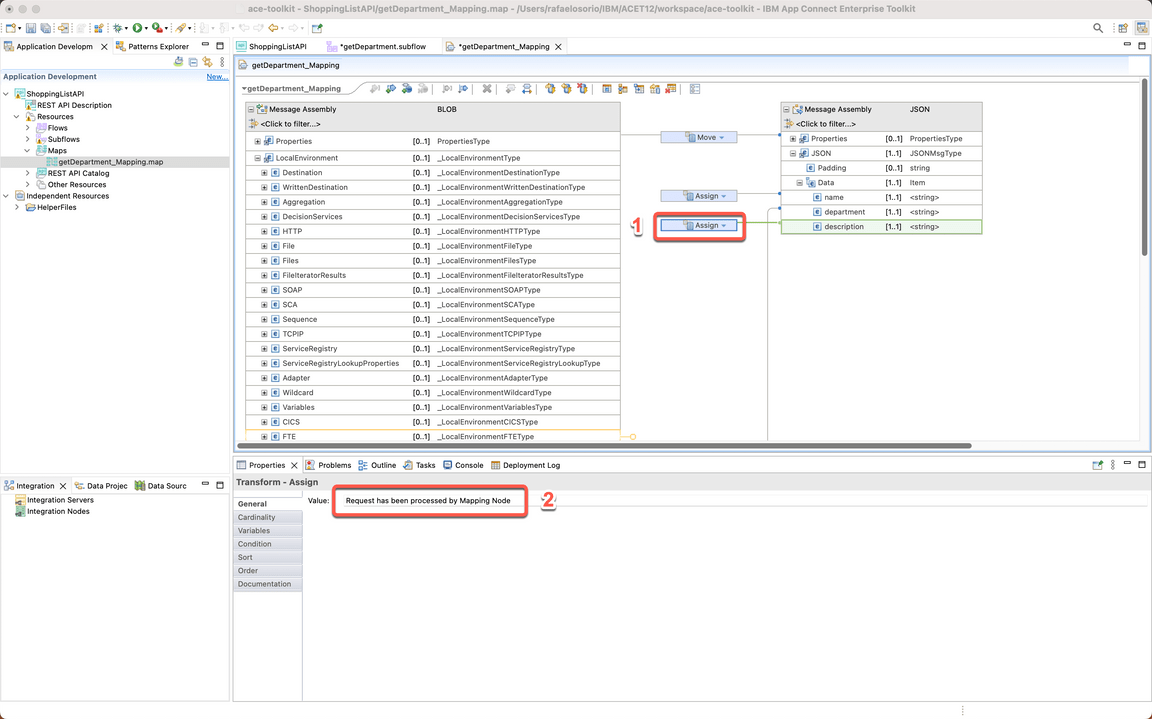 ace-toolkit - ShoppingListAPI/getDepartment_Mapping.map - /Users/rafaelosorio/IBM/ACET12/workspace/ace-toolkit - IBM App Connect Enterprise Toolkit
Application Developm Patterns Explorer
Application Development New...
ShoppingListAPI
REST API Description
Resources
Flows
Subflows
Maps
getDepartment_Mapping.map
REST API Catalog
Other Resources
Independent Resources
HelperFiles
Integration Data Projec Data Sourc
Integration Servers
Integration Nodes
ShoppingListAPI *getDepartment.subflow *getDepartment_Mapping
getDepartment_Mapping
getDepartment_Mapping
Message Assembly BLOB
<Click to filter...>
Properties [0..1] PropertiesType
LocalEnvironment [0..1] _LocalEnvironmentType
Destination [0..1] _LocalEnvironmentDestinationType
WrittenDestination [0..1] _LocalEnvironmentWrittenDestinationType
Aggregation [0..1] _LocalEnvironmentAggregationType
DecisionServices [0..1] _LocalEnvironmentDecisionServicesType
HTTP [0..1] _LocalEnvironmentHTTPType
File [0..1] _LocalEnvironmentFileType
Files [0..1] _LocalEnvironmentFilesType
FileIteratorResults [0..1] _LocalEnvironmentFileIteratorResultsType
SOAP [0..1] _LocalEnvironmentSOAPType
SCA [0..1] _LocalEnvironmentSCAType
Sequence [0..1] _LocalEnvironmentSequenceType
TCPIP [0..1] _LocalEnvironmentTCPIPType
ServiceRegistry [0..1] _LocalEnvironmentServiceRegistryType
ServiceRegistryLookupProperties [0..1] _LocalEnvironmentServiceRegistryLookupType
Adapter [0..1] _LocalEnvironmentAdapterType
Wildcard [0..1] _LocalEnvironmentWildcardType
Variables [0..1] _LocalEnvironmentVariablesType
CICS [0..1] _LocalEnvironmentCICSType
FTE [0..1] _LocalEnvironmentFTEType
Move
Assign
1 Assign
Message Assembly JSON
<Click to filter...>
Properties [0..1] PropertiesType
JSON [1..1] JSONMsgType
Padding [0..1] string
Data [1..1] Item
name [1..1] <string>
department [1..1] <string>
description [1..1] <string>
Properties Problems Outline Tasks Console Deployment Log
Transform - Assign
General
Cardinality
Variables
Condition
Sort
Order
Documentation
Value: Request has been processed by Mapping Node 2